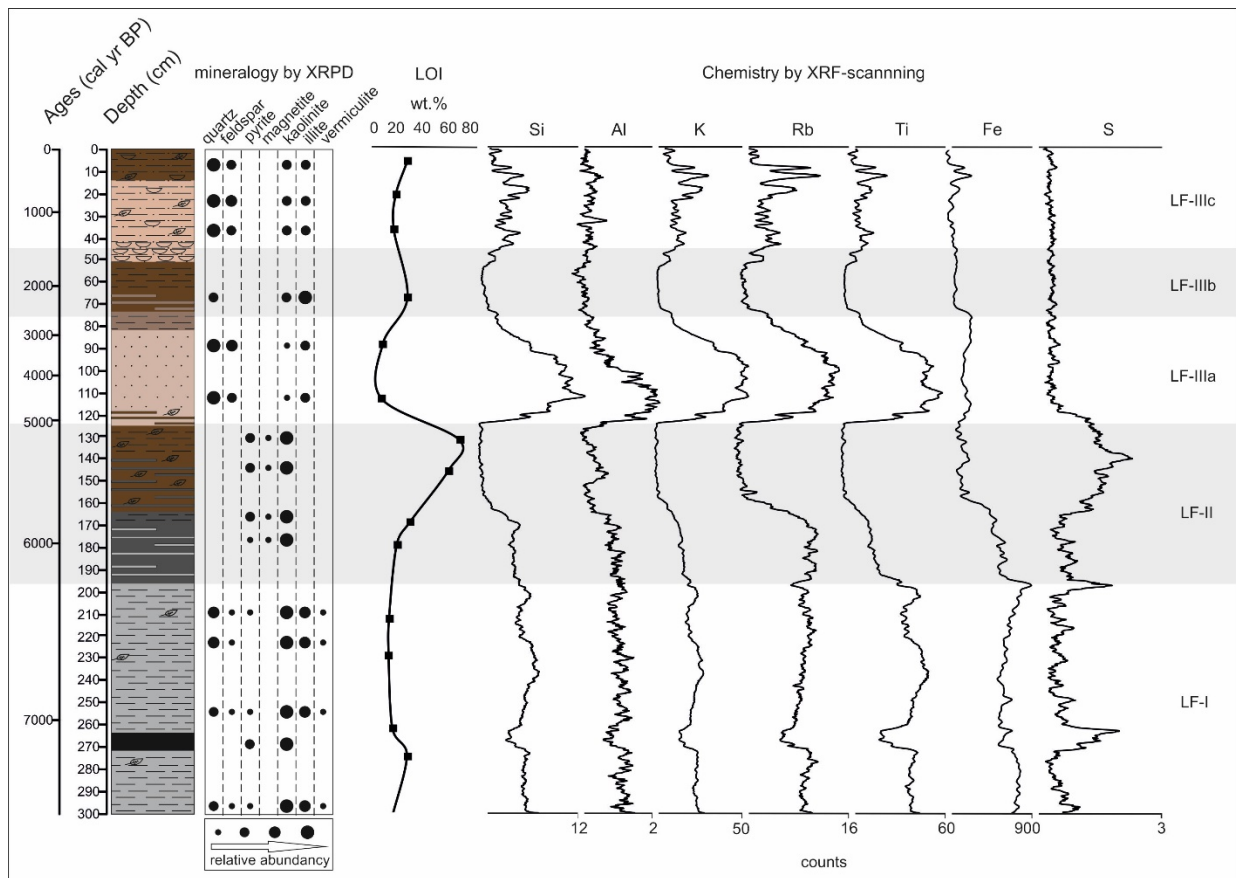 Ages (cal yr BP)
Depth (cm)
mineralogy by XRPD
LOI
Chemistry by XRF-scannning
wt.%
quartz
feldspar
pyrite
magnetite
kaolinite
illite
vermiculite
0 20 40 60 80
Si
Al
K
Rb
Ti
Fe
S
0
1000
2000
3000
4000
5000
6000
7000
0
10
20
30
40
50
60
70
80
90
100
110
120
130
140
150
160
170
180
190
200
210
220
230
250
260
270
280
290
300
LF-IIIc
LF-IIIb
LF-IIIa
LF-II
LF-I
12
2
50
16
60
900
3
relative abundancy
counts